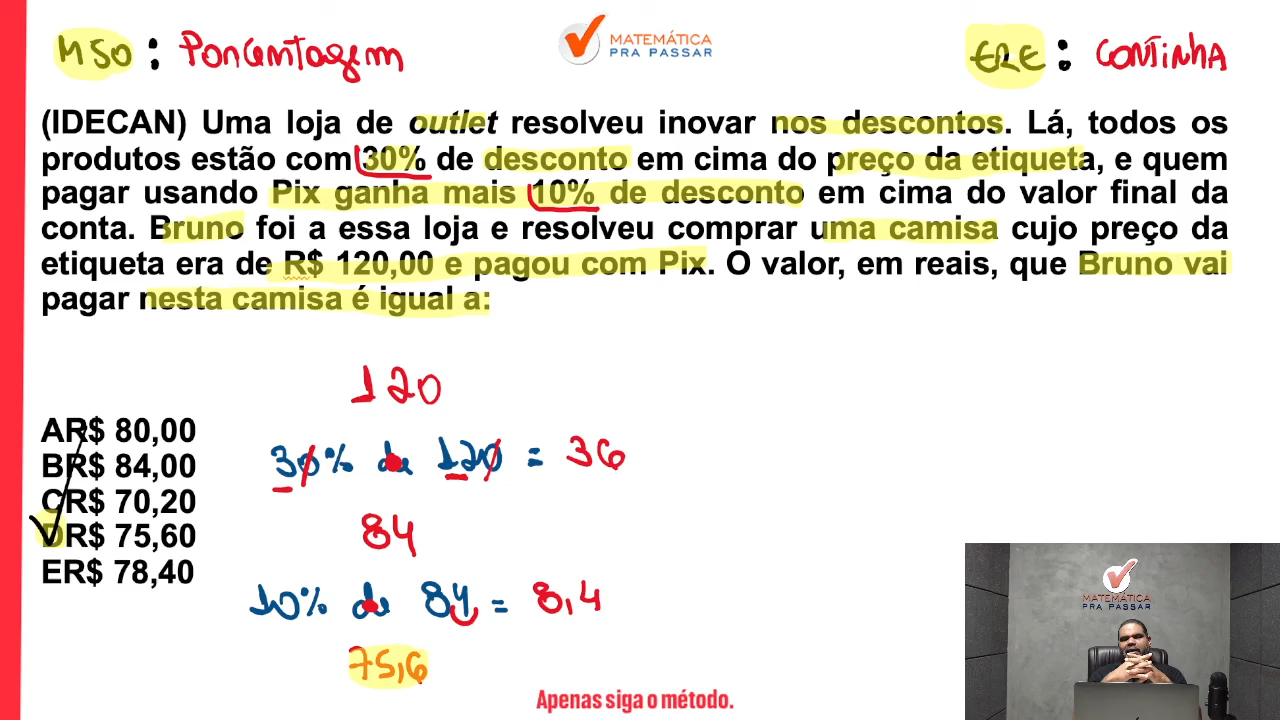 MSO : Porcentagem
MATEMÁTICA
PRA PASSAR
ERE : CONTINHA
(IDECAN) Uma loja de outlet resolveu inovar nos descontos. Lá, todos os
produtos estão com 30% de desconto em cima do preço da etiqueta, e quem
pagar usando Pix ganha mais 10% de desconto em cima do valor final da
conta. Bruno foi a essa loja e resolveu comprar uma camisa cujo preço da
etiqueta era de R$ 120,00 e pagou com Pix. O valor, em reais, que Bruno vai
pagar nesta camisa é igual a:
120
AR$ 80,00
30% de 120 = 36
BR$ 84,00
CR$ 70,20
84
DR$ 75,60
ER$ 78,40
10% de 84 = 8,4
75,6
MATEMÁTICA
PRA PASSAR
Apenas siga o método.